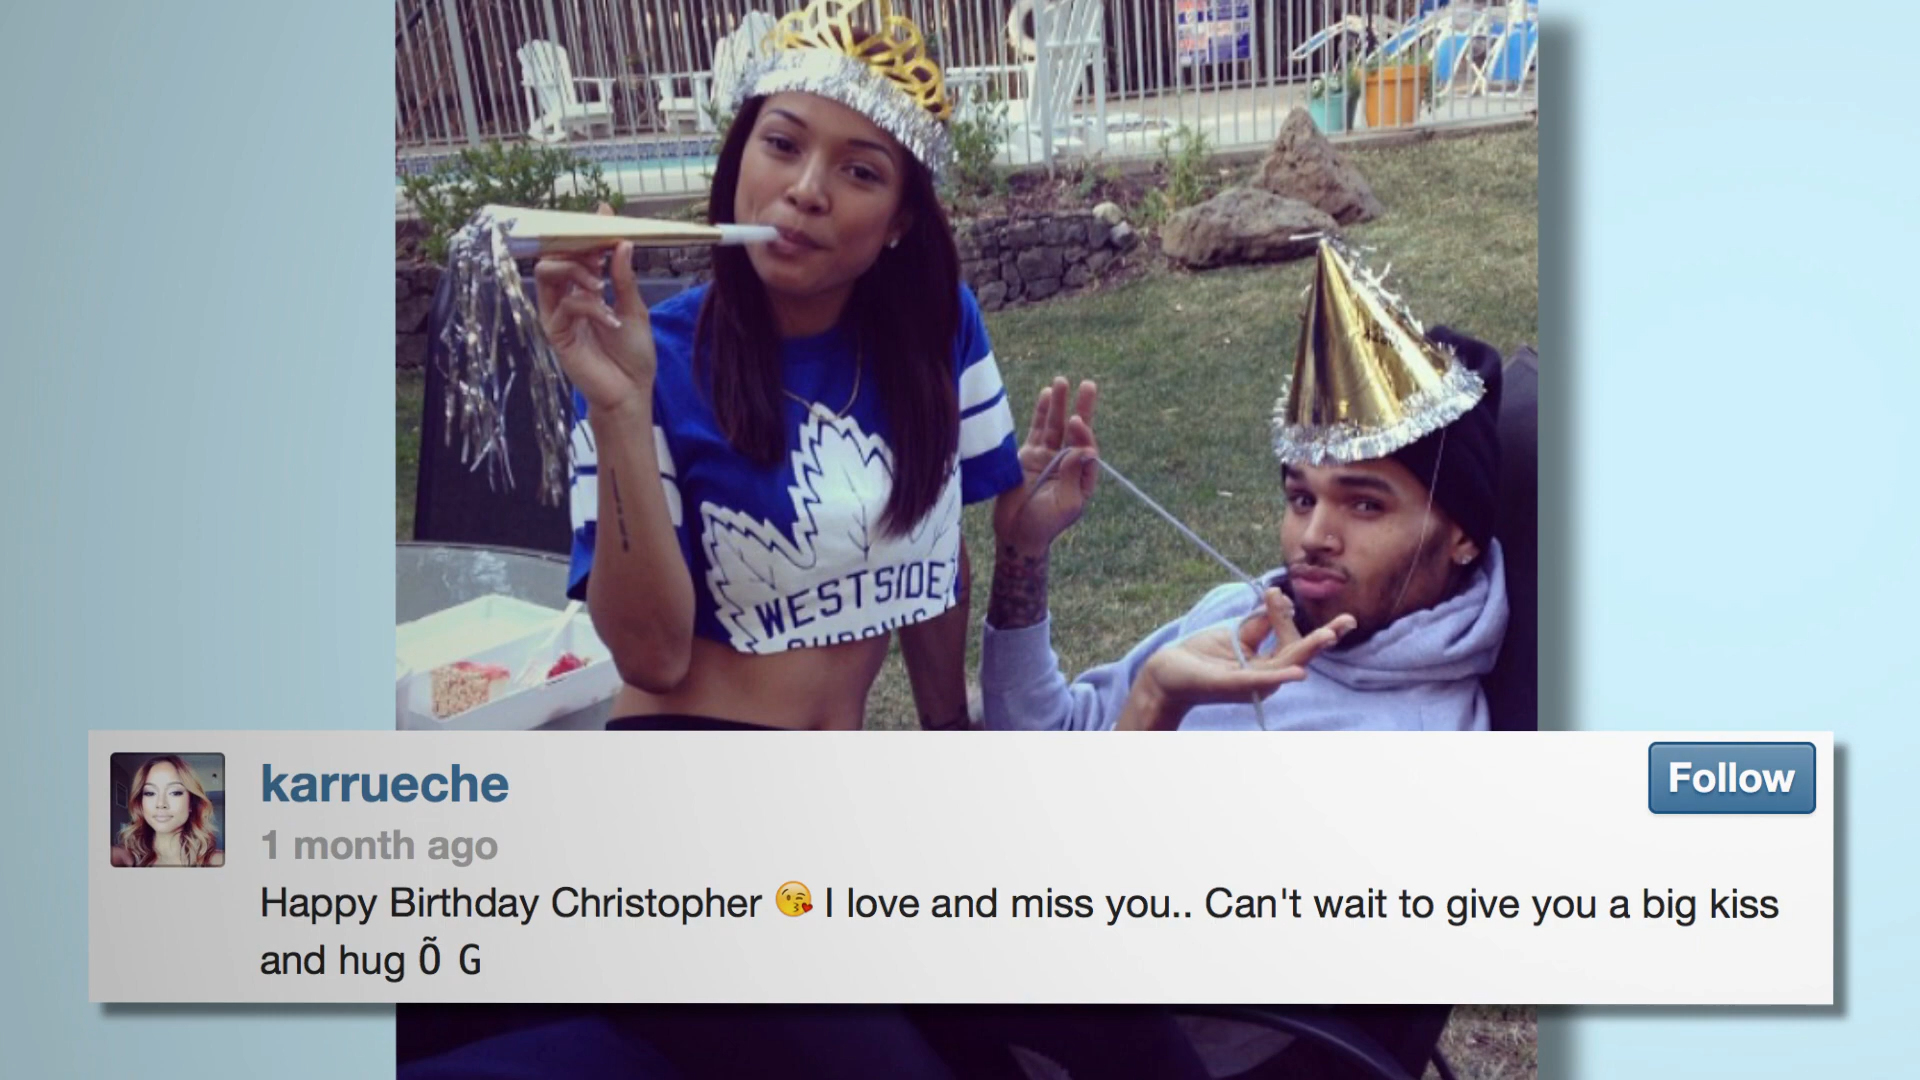 WESTSIDE
karrueche
Follow
1 month ago
Happy Birthday Christopher 😘 I love and miss you.. Can't wait to give you a big kiss
and hug Õ G